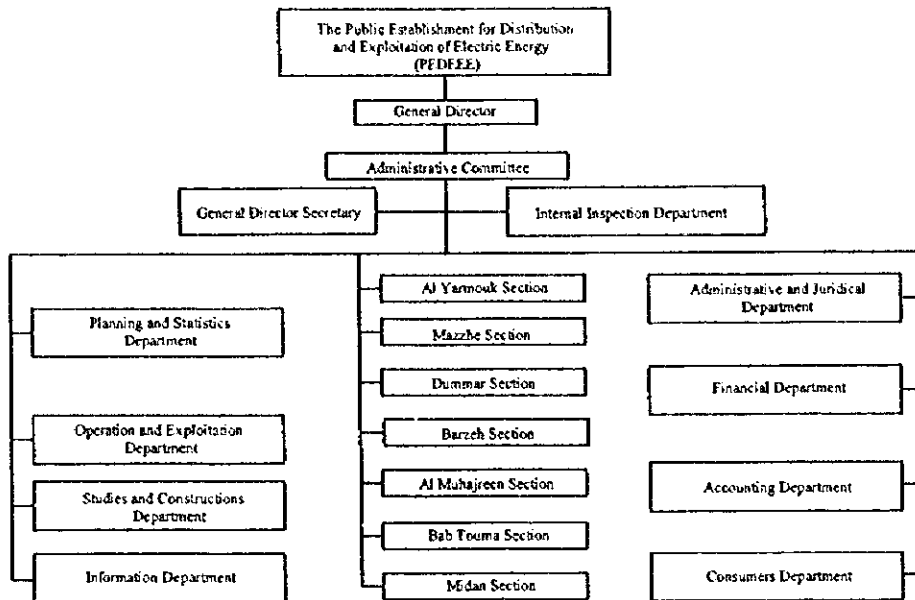 The Public Establishment for Distribution
and Exploitation of Electric Energy
(PEDEEE)
General Director
Administrative Committee
General Director Secretary
Internal Inspection Department
Planning and Statistics
Department
Operation and Exploitation
Department
Studies and Constructions
Department
Information Department
Al Yarmouk Section
Mazzhe Section
Dummar Section
Barzeh Section
Al Muhajreen Section
Bab Touma Section
Midan Section
Administrative and Juridical
Department
Financial Department
Accounting Department
Consumers Department